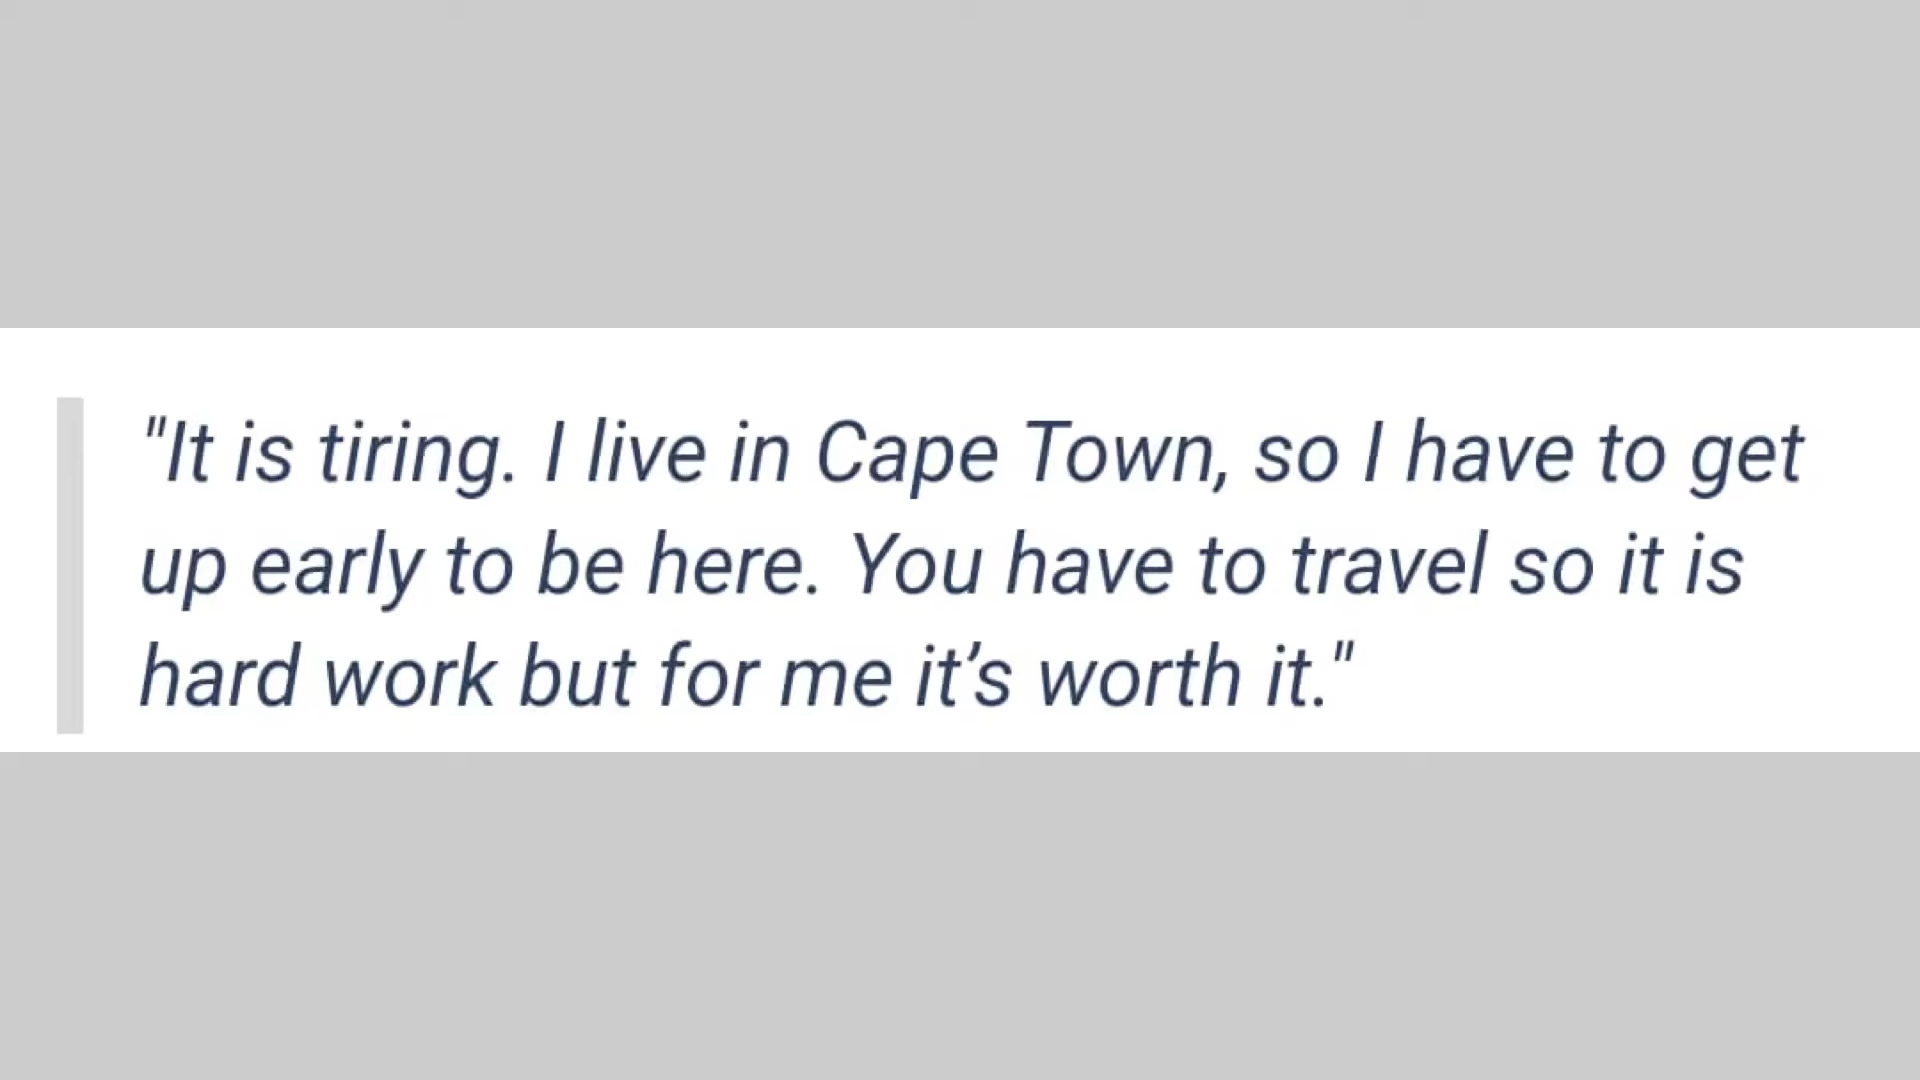 "It is tiring. I live in Cape Town, so I have to get
up early to be here. You have to travel so it is
hard work but for me it’s worth it."